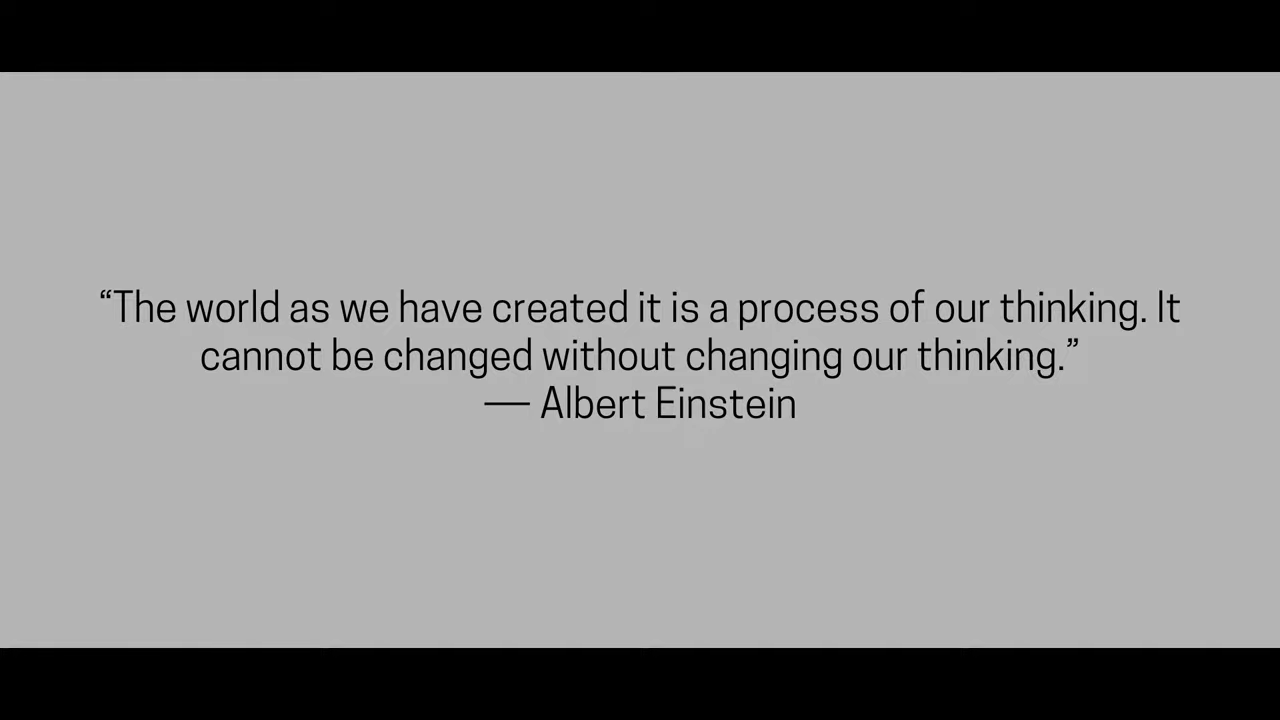 “The world as we have created it is a process of our thinking. It
cannot be changed without changing our thinking.”
— Albert Einstein